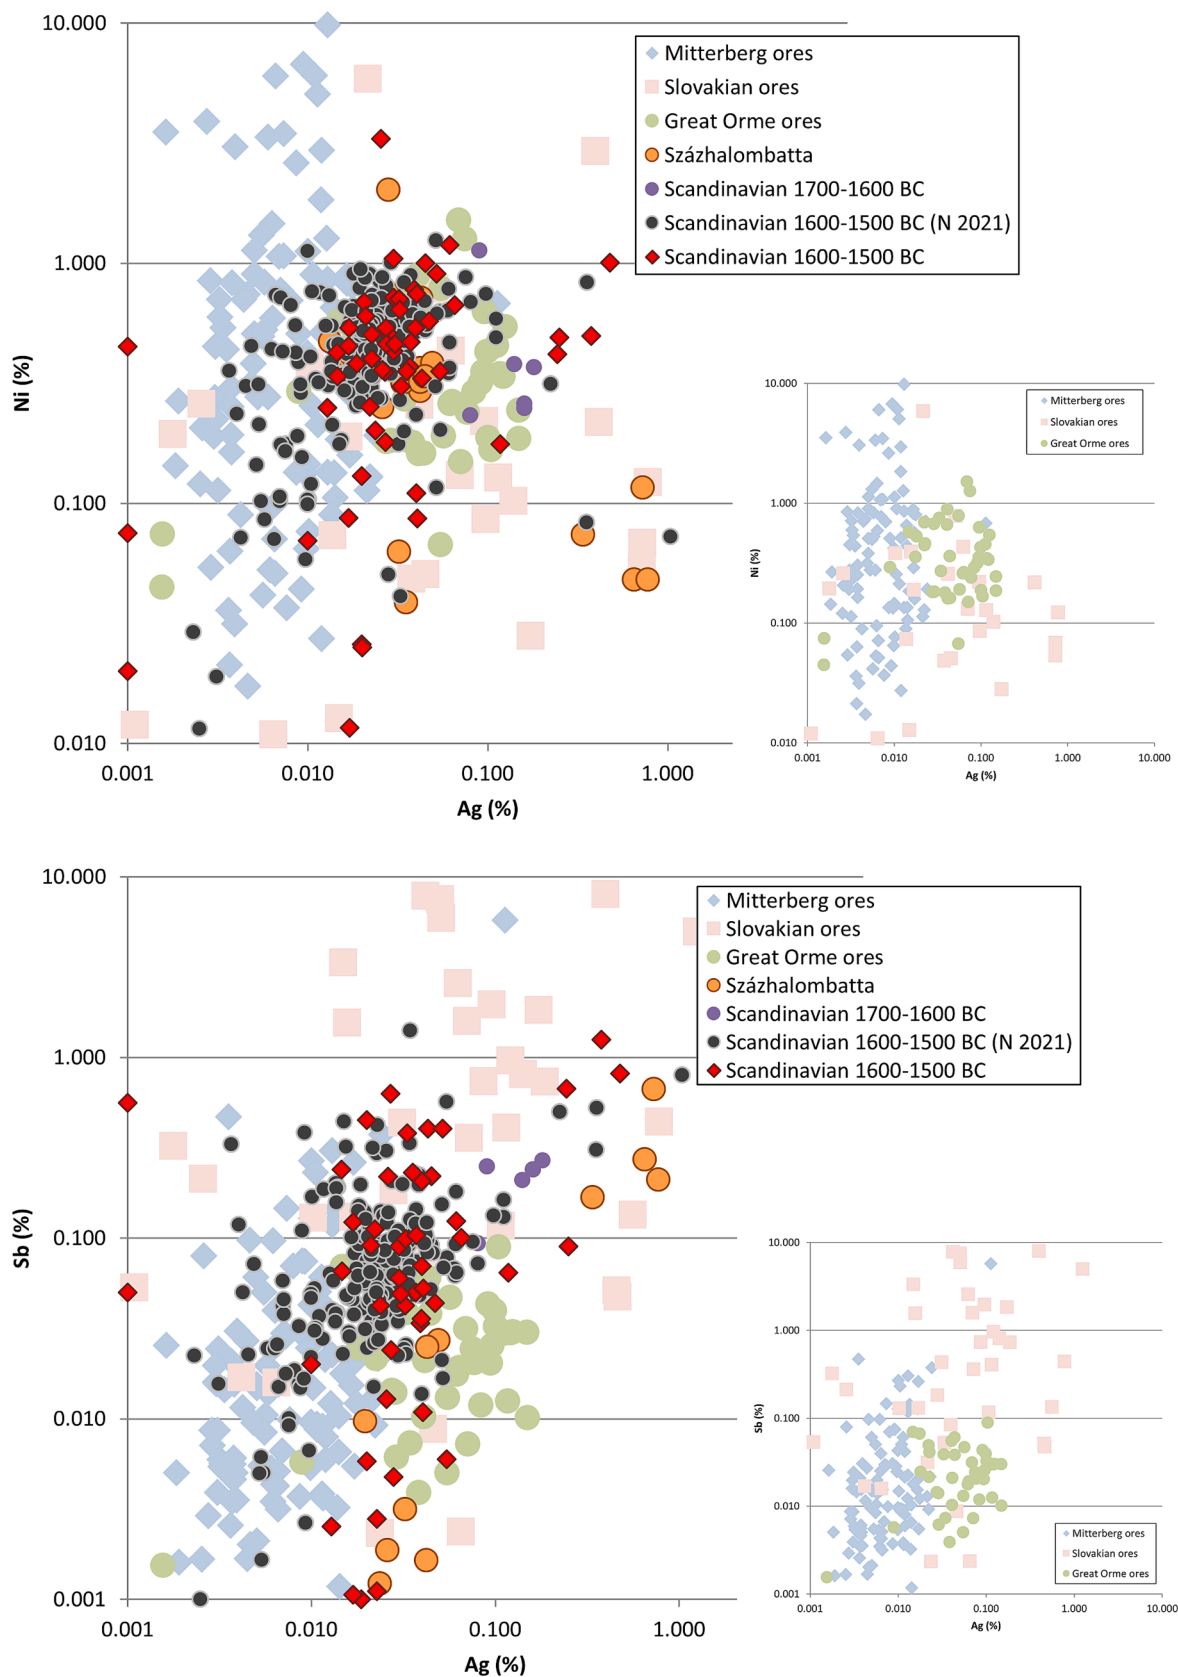 10.000
1.000
0.100
0.010
Ni (%)
0.001 0.010 0.100 1.000
Ag (%)
Mitterberg ores
Slovakian ores
Great Orme ores
Százhalombatta
Scandinavian 1700-1600 BC
Scandinavian 1600-1500 BC (N 2021)
Scandinavian 1600-1500 BC
10.000
1.000
0.100
0.010
Ni (%)
0.001 0.010 0.100 1.000 10.000
Ag (%)
Mitterberg ores
Slovakian ores
Great Orme ores
10.000
1.000
0.100
0.010
0.001
Sb (%)
0.001 0.010 0.100 1.000
Ag (%)
Mitterberg ores
Slovakian ores
Great Orme ores
Százhalombatta
Scandinavian 1700-1600 BC
Scandinavian 1600-1500 BC (N 2021)
Scandinavian 1600-1500 BC
10.000
1.000
0.100
0.010
0.001
Sb (%)
0.001 0.010 0.100 1.000 10.000
Ag (%)
Mitterberg ores
Slovakian ores
Great Orme ores